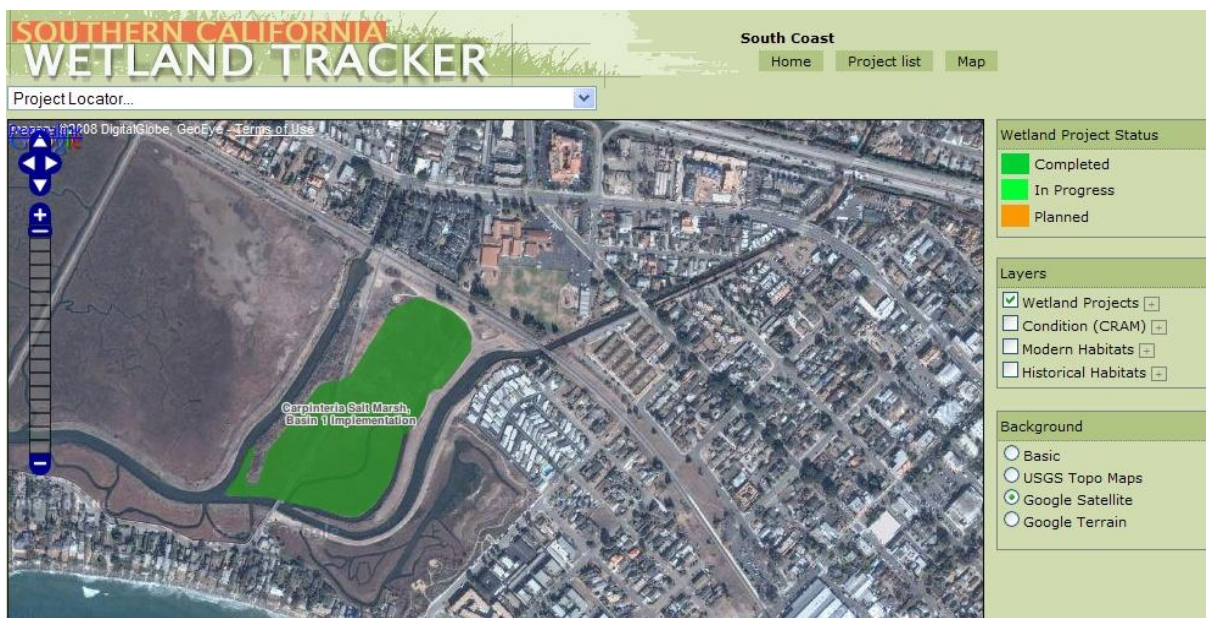 SOUTHERN CALIFORNIA
WETLAND TRACKER
South Coast
Home
Project list
Map
Project Locator...
©2008 DigitalGlobe, GeoEye - Terms of Use
Carpinteria Salt Marsh,
Basin 1 Implementation
Wetland Project Status
Completed
In Progress
Planned
Layers
Wetland Projects
Condition (CRAM)
Modern Habitats
Historical Habitats
Background
Basic
USGS Topo Maps
Google Satellite
Google Terrain